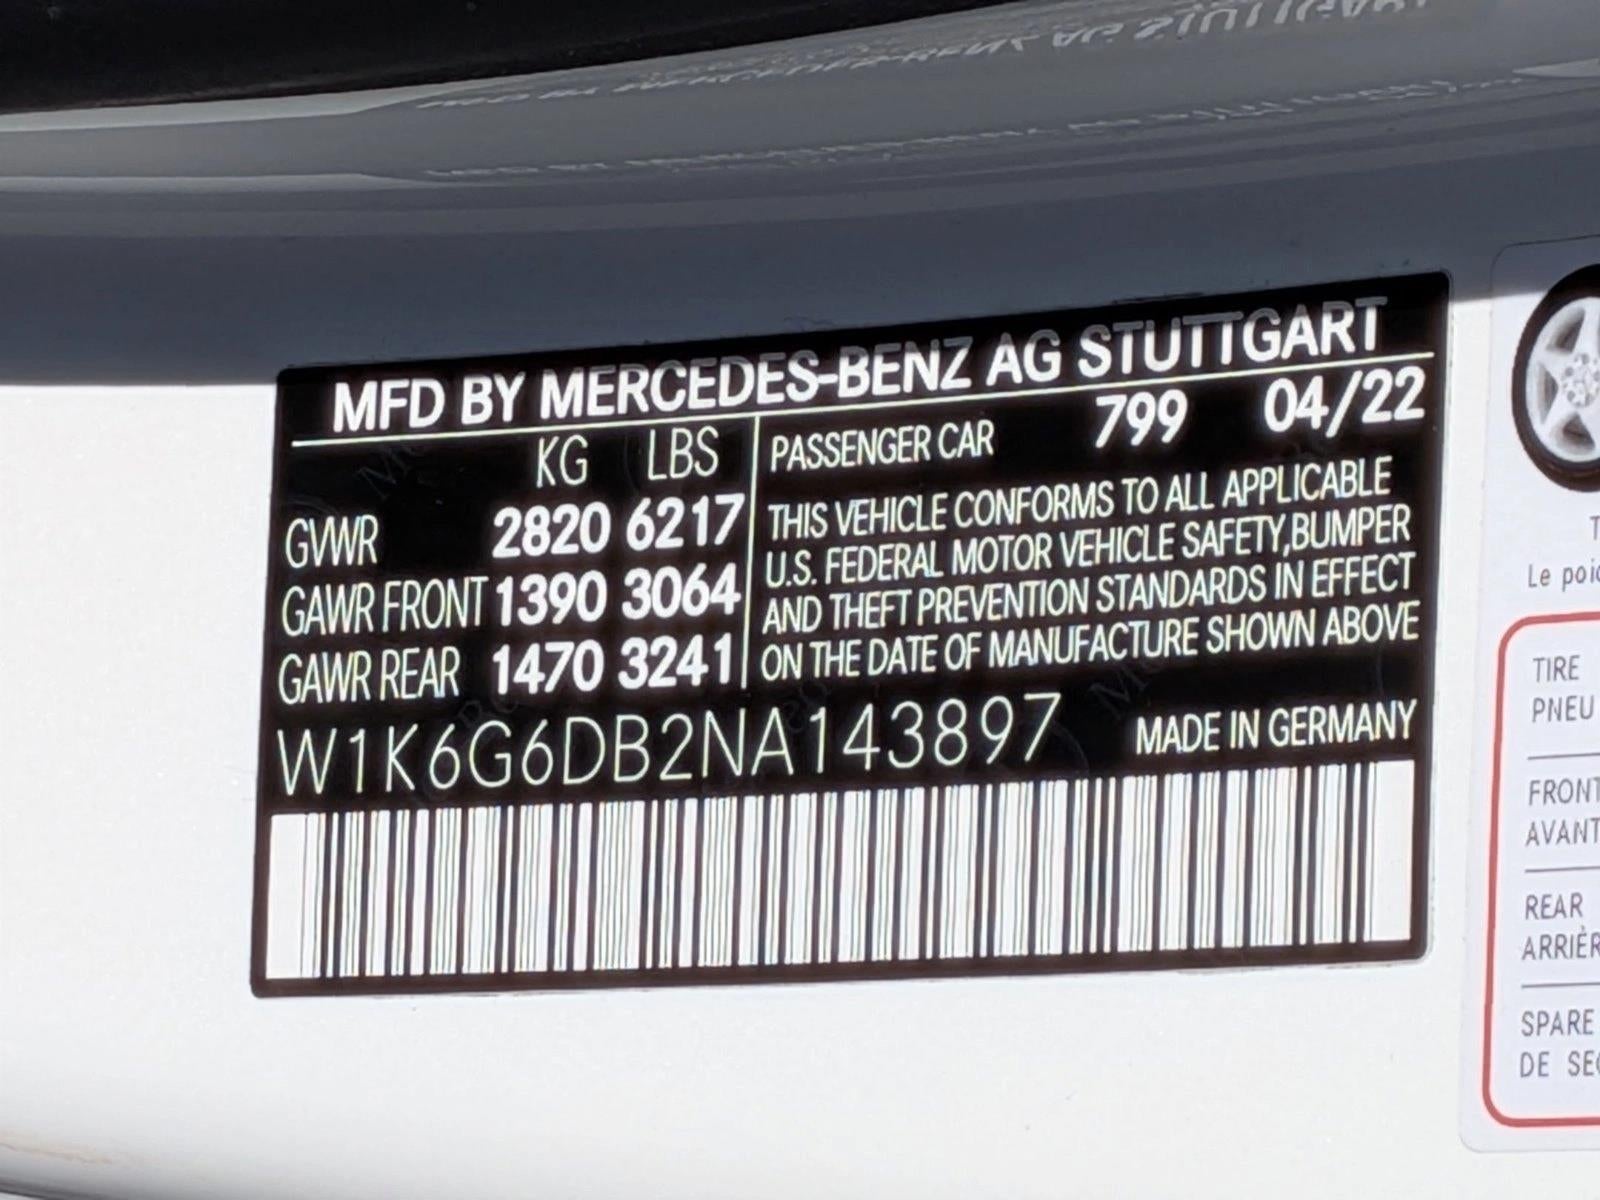 MFD BY MERCEDES-BENZ AG STUTTGART
KG LBS
GVWR 2820 6217
GAWR FRONT 1390 3064
GAWR REAR 1470 3241
PASSENGER CAR 799 04/22
THIS VEHICLE CONFORMS TO ALL APPLICABLE
U.S. FEDERAL MOTOR VEHICLE SAFETY,BUMPER
AND THEFT PREVENTION STANDARDS IN EFFECT
ON THE DATE OF MANUFACTURE SHOWN ABOVE
W1K6G6DB2NA143897 MADE IN GERMANY
Le
TIRE
PNEU
FRONT
AVANT
REAR
SPARE
DE